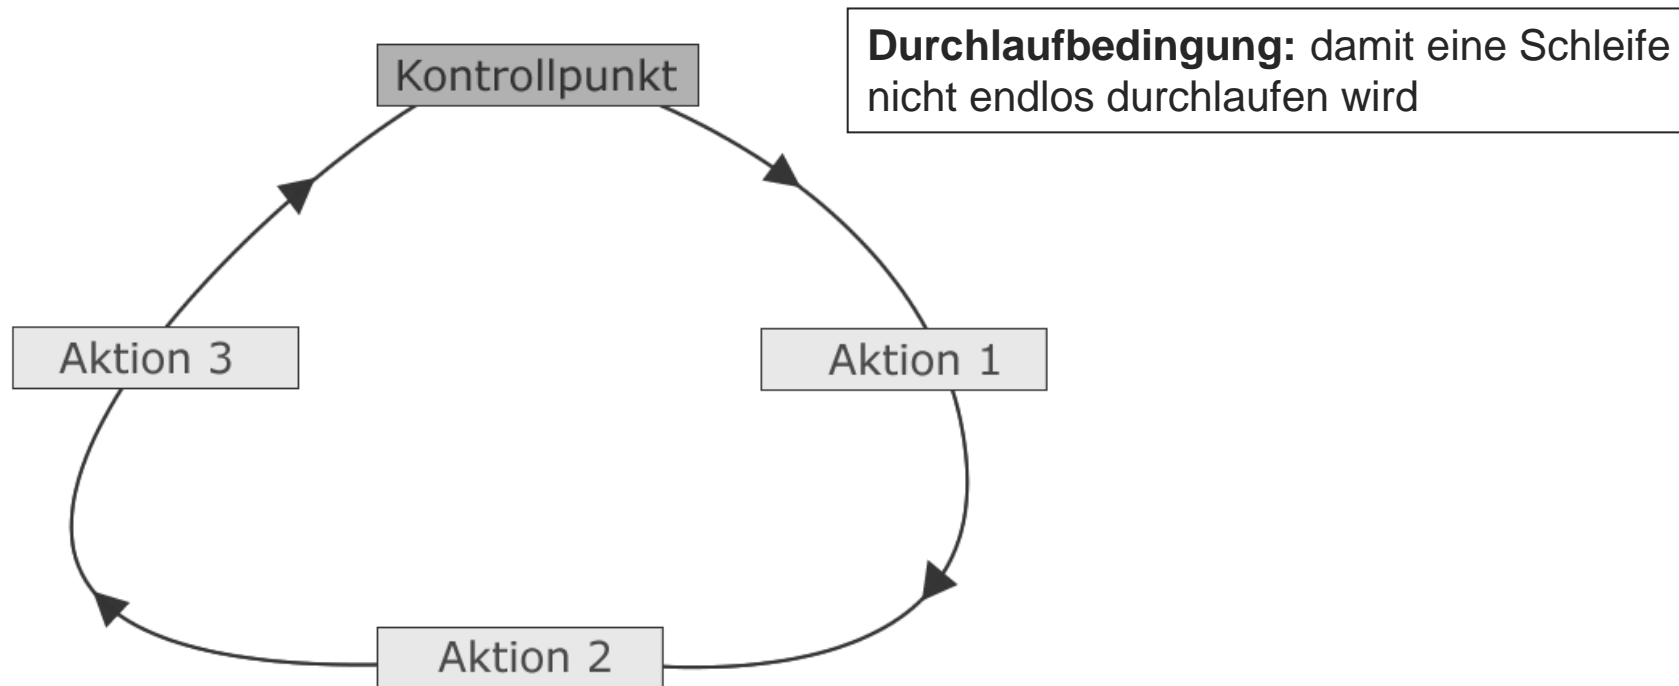 Kontrollpunkt
Durchlaufbedingung: damit eine Schleife
nicht endlos durchlaufen wird
Aktion 3
Aktion 1
Aktion 2